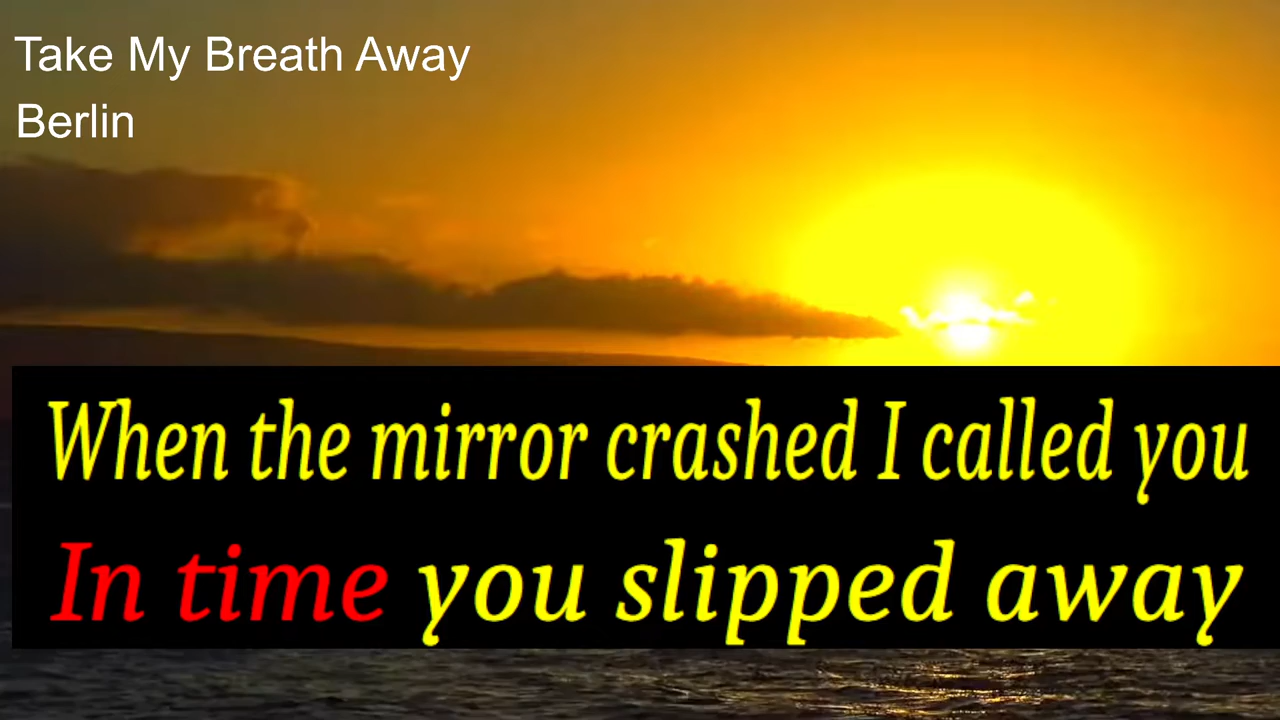 Take My Breath Away
Berlin
When the mirror crashed I called you
In time you slipped away